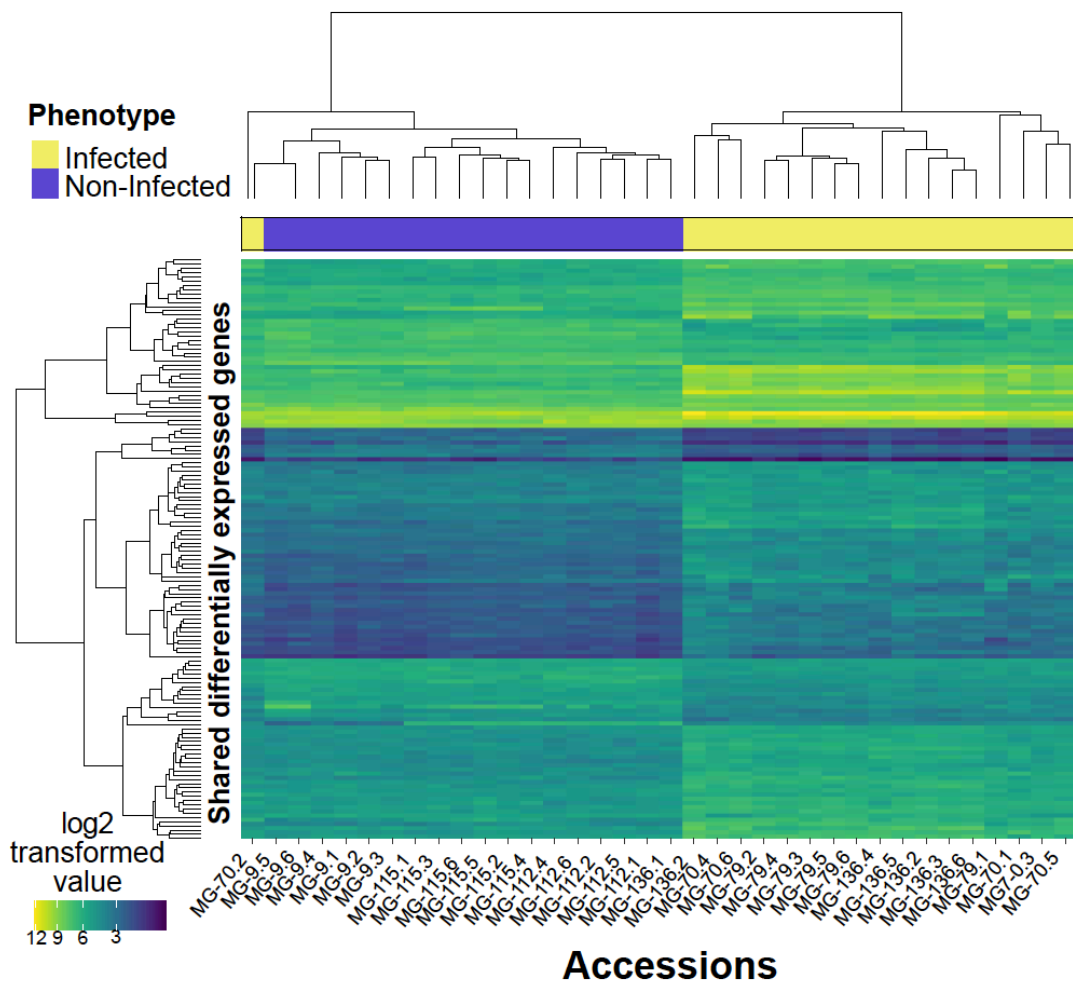 Phenotype
Infected
Non-Infected
Shared differentially expressed genes
log2
transformed
value
12 9 6 3
MG-70.2
MG-9.5
MG-9.6
MG-9.4
MG-9.1
MG-9.2
MG-9.3
MG-115.1
MG-115.3
MG-115.6
MG-115.5
MG-115.2
MG-115.4
MG-112.4
MG-112.6
MG-112.2
MG-112.5
MG-112.1
MG-136.1
MG-136.2
MG-70.4
MG-70.6
MG-79.2
MG-79.4
MG-79.3
MG-79.5
MG-79.6
MG-136.4
MG-136.5
MG-136.2
MG-136.3
MG-136.6
MG-79.1
MG-70.1
MG7-0.3
MG-70.5
Accessions